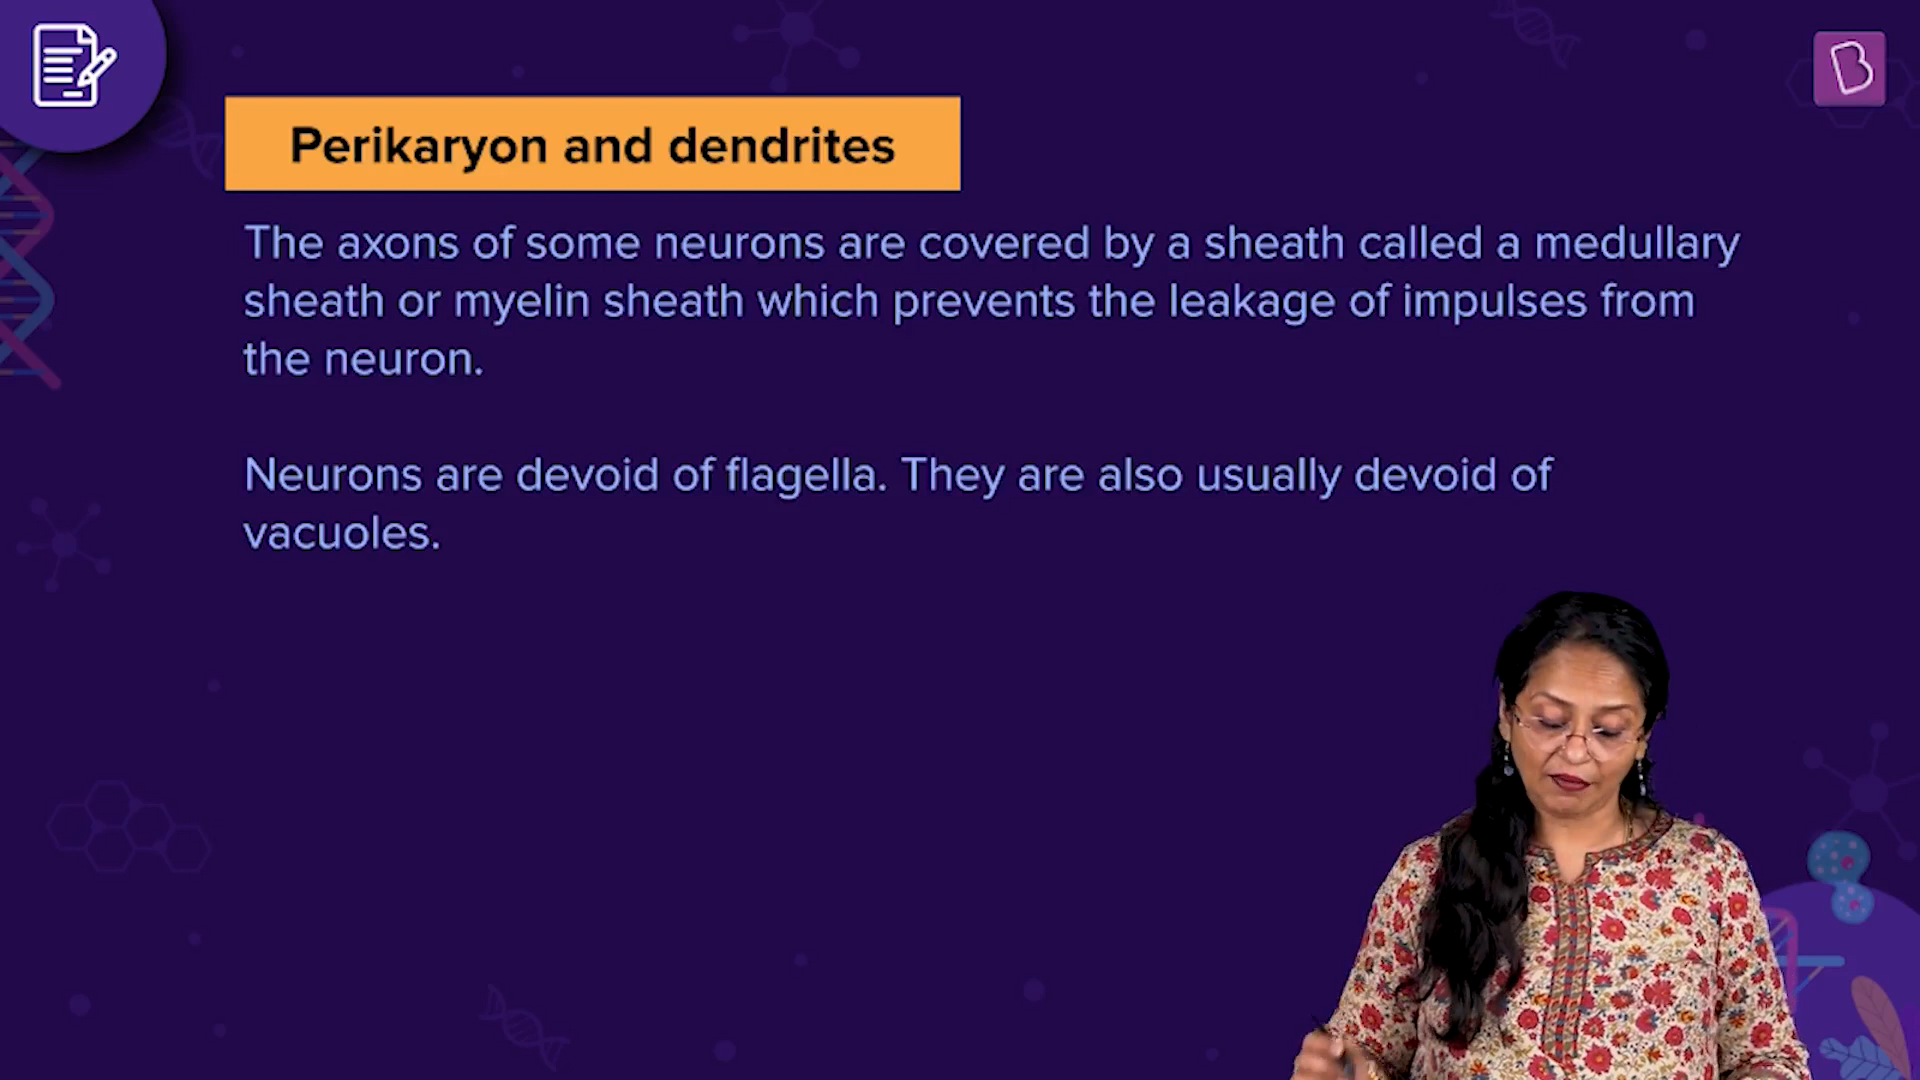 Perikaryon and dendrites
The axons of some neurons are covered by a sheath called a medullary
sheath or myelin sheath which prevents the leakage of impulses from
the neuron.
Neurons are devoid of flagella. They are also usually devoid of
vacuoles.